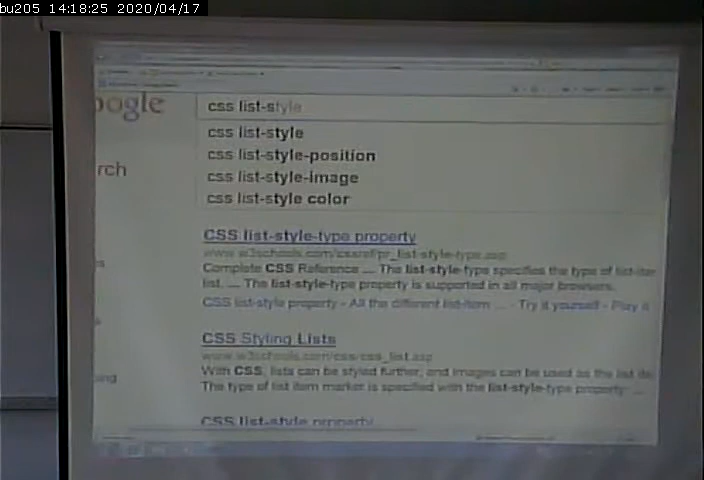 bu205 14:18:25 2020/04/17
oogle
css list-style
css list-style
css list-style-position
rch
css list-style-image
css list-style color
CSS list-style-type property
www.w3schools.com/cssref/pr_list-style-type.asp
Complete CSS Reference ... The list-style-type specifies the type of list-iter
list. ... The list-style-type property is supported in all major browsers.
CSS list-style property - All the different list-item ... - Try it yourself - Play it
CSS Styling Lists
www.w3schools.com/css/css_list.asp
With CSS, lists can be styled further, and images can be used as the list
The type of list item marker is specified with the list-style-type property: ...
CSS list-style property